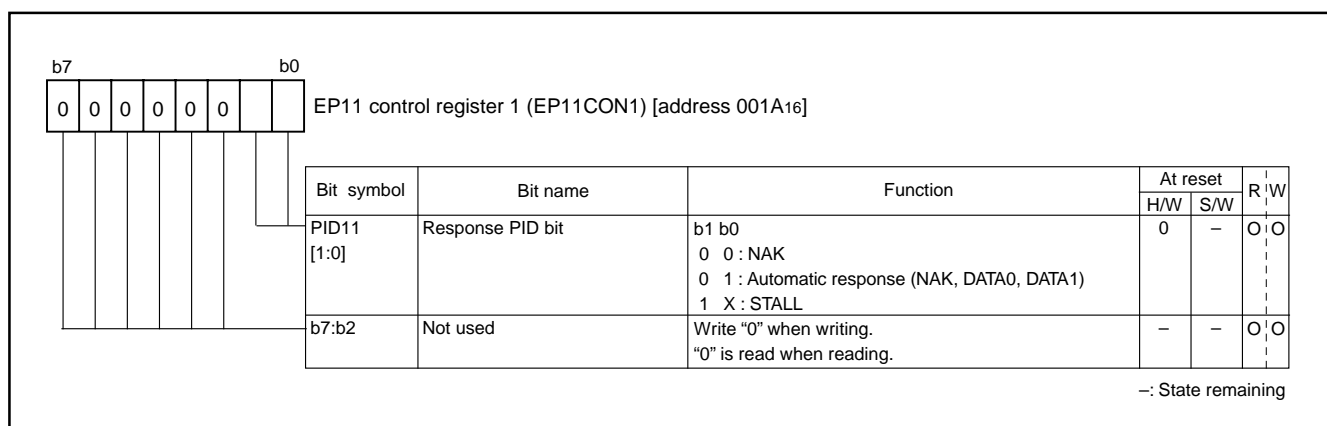 b7 b0
0 0 0 0 0 0
EP11 control register 1 (EP11CON1) [address 001A16]
Bit symbol Bit name Function At reset R W
H/W S/W
PID11 Response PID bit b1 b0 0 – O O
[1:0] 0 0 : NAK
0 1 : Automatic response (NAK, DATA0, DATA1)
1 X : STALL
b7:b2 Not used Write “0” when writing. – – O O
“0” is read when reading.
–: State remaining